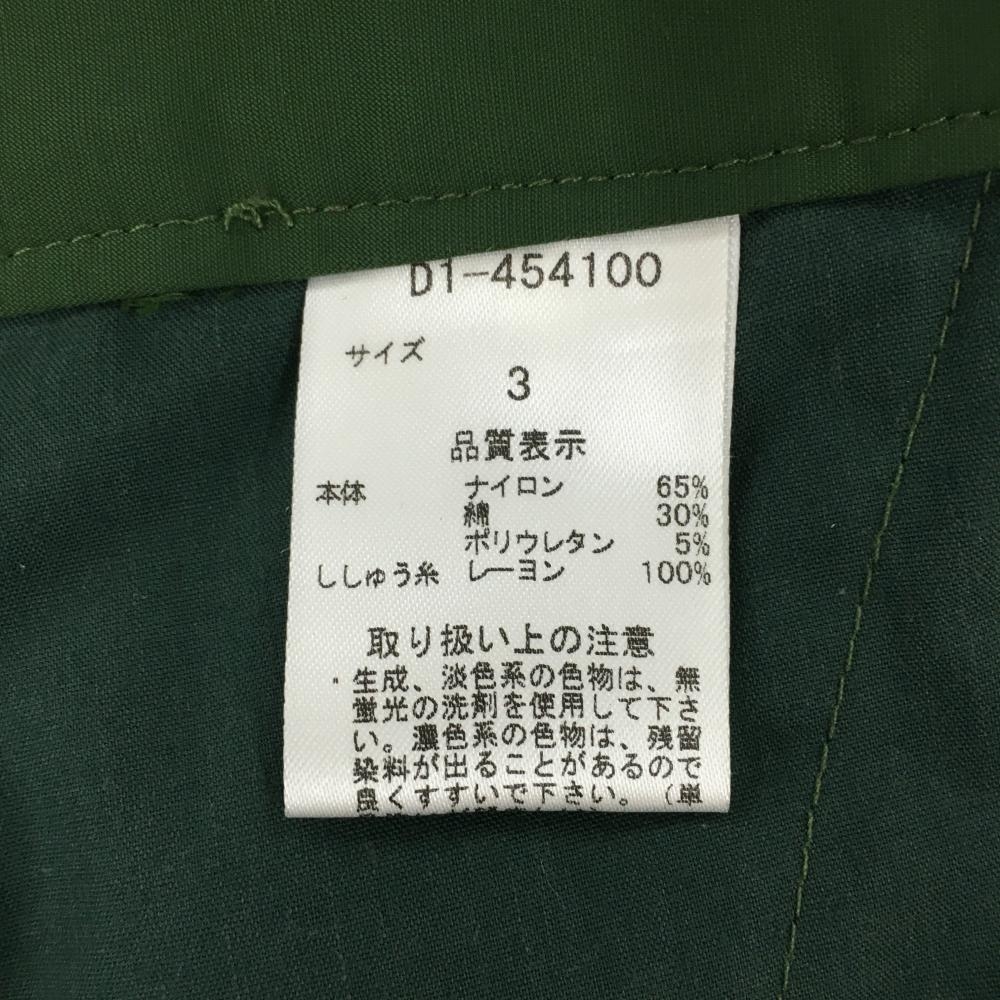 D1-454100
サイズ
3
品質表示
本体 ナイロン 65%
綿 30%
ポリウレタン 5%
ししゅう糸 レーヨン 100%
取り扱い上の注意
・生成、淡色系の色物は、無
蛍光の洗剤を使用して下さ
い。濃色系の色物は、残留
染料が出ることがあるので
良くすすいで下さい。(単